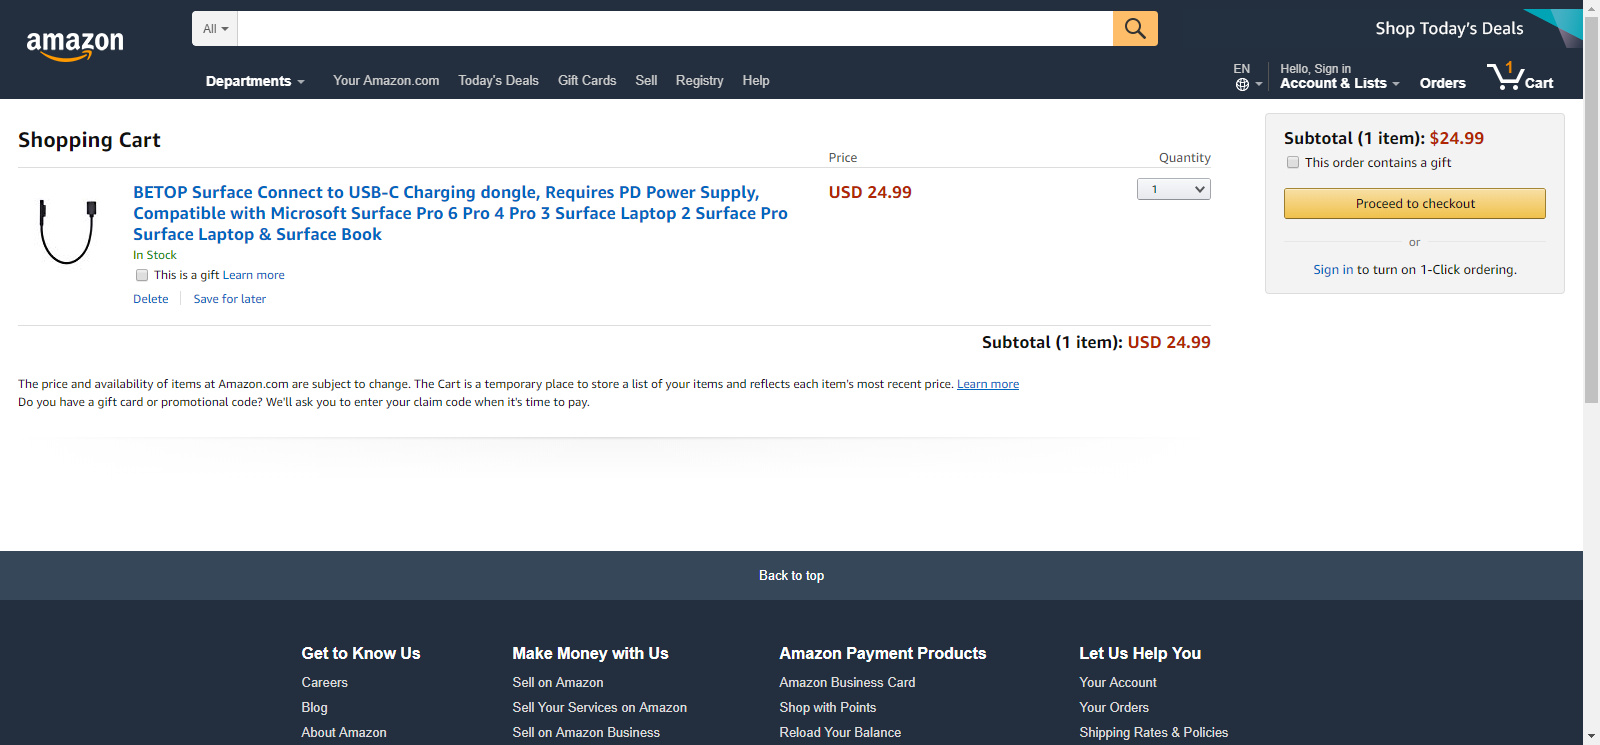 amazon
All
Shop Today's Deals
Departments
Your Amazon.com
Today's Deals
Gift Cards
Sell
Registry
Help
EN
Hello, Sign in
Account & Lists
Orders
1
Cart
Shopping Cart
Price
Quantity
BETOP Surface Connect to USB-C Charging dongle, Requires PD Power Supply,
Compatible with Microsoft Surface Pro 6 Pro 4 Pro 3 Surface Laptop 2 Surface Pro
Surface Laptop & Surface Book
USD 24.99
1
In Stock
This is a gift Learn more
Delete
Save for later
Subtotal (1 item): USD 24.99
Subtotal (1 item): $24.99
This order contains a gift
Proceed to checkout
or
Sign in to turn on 1-Click ordering.
The price and availability of items at Amazon.com are subject to change. The Cart is a temporary place to store a list of your items and reflects each item's most recent price. Learn more
Do you have a gift card or promotional code? We'll ask you to enter your claim code when it's time to pay.
Back to top
Get to Know Us
Careers
Blog
About Amazon
Make Money with Us
Sell on Amazon
Sell Your Services on Amazon
Sell on Amazon Business
Amazon Payment Products
Amazon Business Card
Shop with Points
Reload Your Balance
Let Us Help You
Your Account
Your Orders
Shipping Rates & Policies